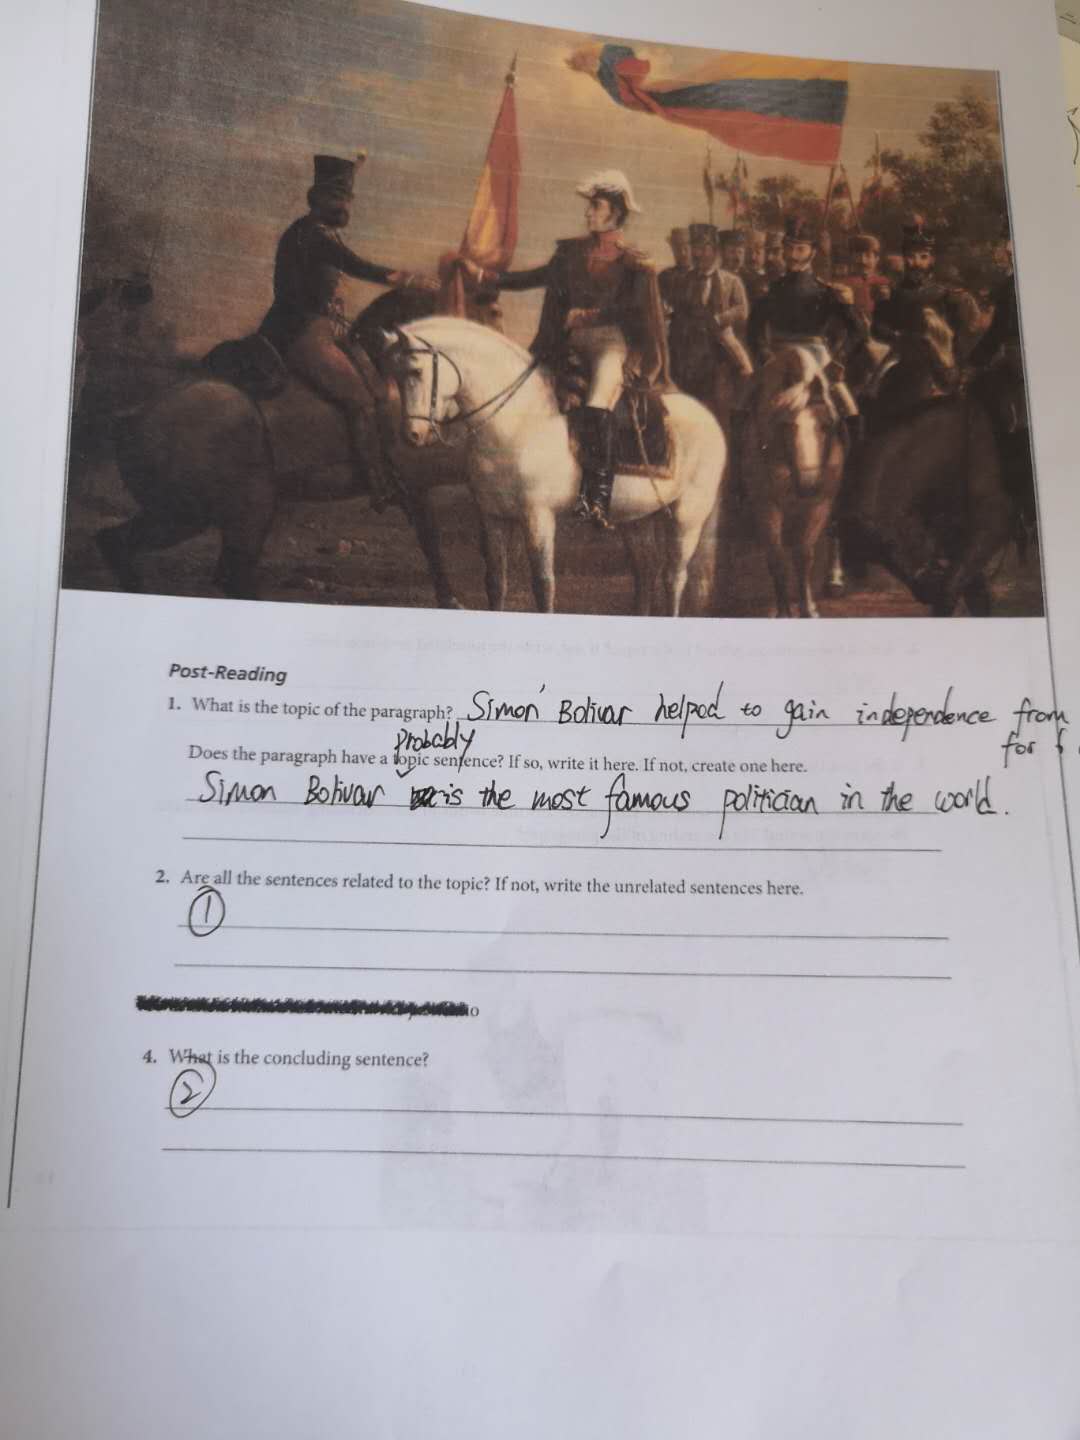 Post-Reading
1. What is the topic of the paragraph? Simón Bolivar helped to gain independence from
for 6
probably
Does the paragraph have a topic sentence? If so, write it here. If not, create one here.
Simon Bolivar is the most famous politician in the world.
2. Are all the sentences related to the topic? If not, write the unrelated sentences here.
①
4. What is the concluding sentence?
②